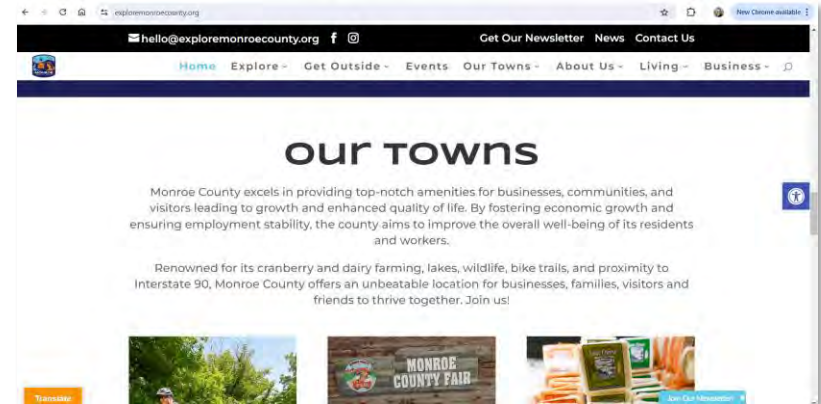 exploremonroecounty.org
New Chrome available
hello@exploremonroecounty.org
Get Our Newsletter News Contact Us
Home Explore Get Outside Events Our Towns About Us Living Business
Our Towns
Monroe County excels in providing top-notch amenities for businesses, communities, and
visitors leading to growth and enhanced quality of life. By fostering economic growth and
ensuring employment stability, the county aims to improve the overall well-being of its residents
and workers.
Renowned for its cranberry and dairy farming, lakes, wildlife, bike trails, and proximity to
Interstate 90, Monroe County offers an unbeatable location for businesses, families, visitors and
friends to thrive together. Join us!
MONROE
COUNTY FAIR
Translate
Join Our Newsletter